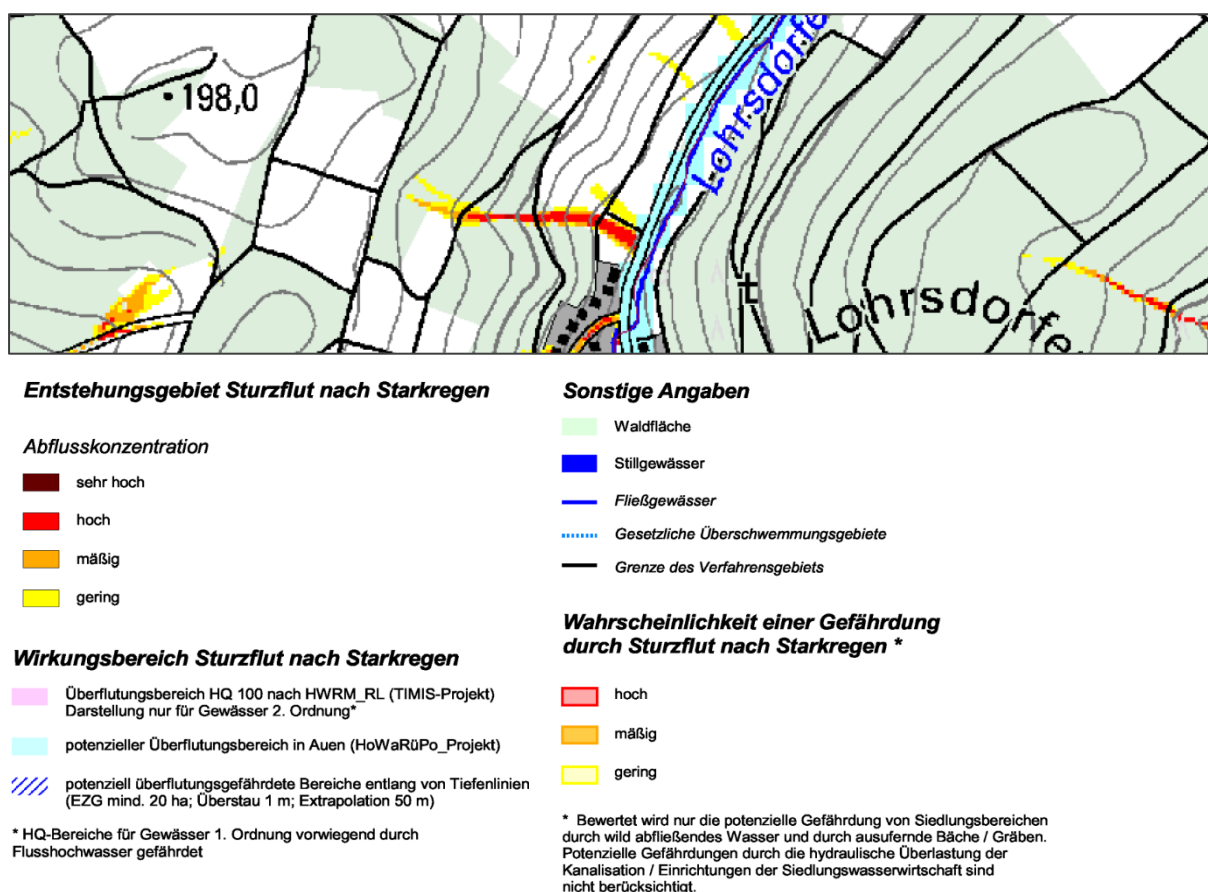 198,0
Lohrsdorfe
Lohrsdorfe
t
Entstehungsgebiet Sturzflut nach Starkregen
Abflusskonzentration
sehr hoch
hoch
mäßig
gering
Wirkungsbereich Sturzflut nach Starkregen
Überflutungsbereich HQ 100 nach HWRM_RL (TIMIS-Projekt)
Darstellung nur für Gewässer 2. Ordnung*
potenzieller Überflutungsbereich in Auen (HoWaRüPo_Projekt)
potenziell überflutungsgefährdete Bereiche entlang von Tiefenlinien
(EZG mind. 20 ha; Überstau 1 m; Extrapolation 50 m)
* HQ-Bereiche für Gewässer 1. Ordnung vorwiegend durch
Flusshochwasser gefährdet
Sonstige Angaben
Waldfläche
Stillgewässer
Fließgewässer
Gesetzliche Überschwemmungsgebiete
Grenze des Verfahrensgebiets
Wahrscheinlichkeit einer Gefährdung
durch Sturzflut nach Starkregen *
hoch
mäßig
gering
* Bewertet wird nur die potenzielle Gefährdung von Siedlungsbereichen
durch wild abfließendes Wasser und durch ausufernde Bäche / Gräben.
Potenzielle Gefährdungen durch die hydraulische Überlastung der
Kanalisation / Einrichtungen der Siedlungswasserwirtschaft sind
nicht berücksichtigt.